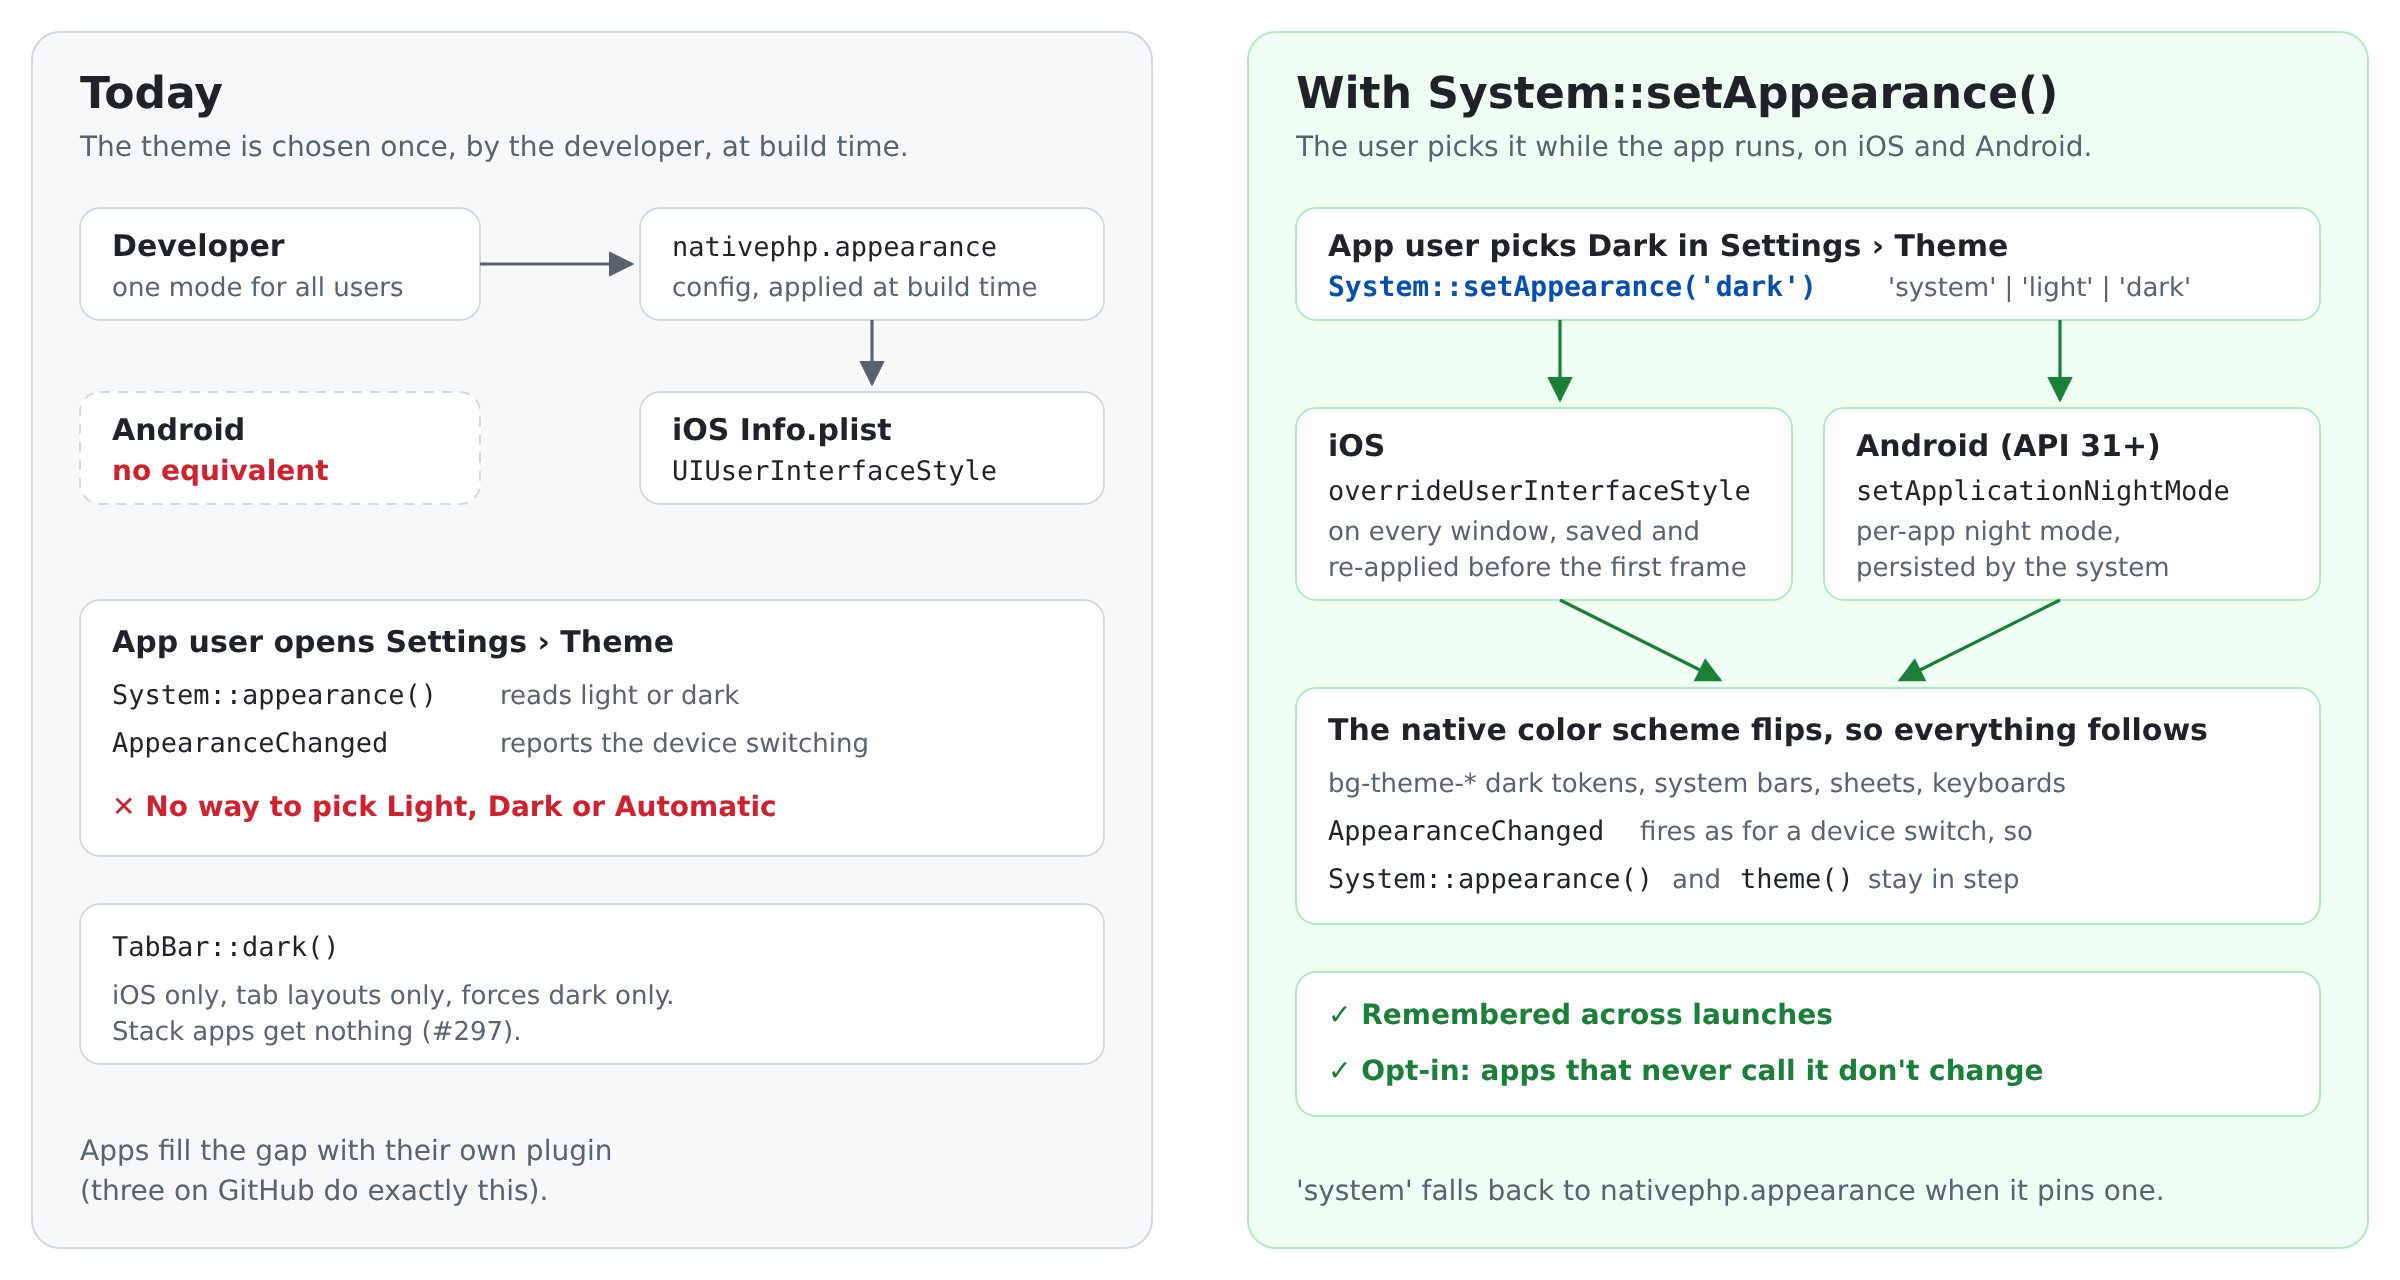 Today
The theme is chosen once, by the developer, at build time.
Developer
one mode for all users
nativephp.appearance
config, applied at build time
Android
no equivalent
iOS Info.plist
UIUserInterfaceStyle
App user opens Settings › Theme
System::appearance() reads light or dark
AppearanceChanged reports the device switching
✕ No way to pick Light, Dark or Automatic
TabBar::dark()
iOS only, tab layouts only, forces dark only.
Stack apps get nothing (#297).
Apps fill the gap with their own plugin
(three on GitHub do exactly this).
With System::setAppearance()
The user picks it while the app runs, on iOS and Android.
App user picks Dark in Settings › Theme
System::setAppearance('dark') 'system' | 'light' | 'dark'
iOS
overrideUserInterfaceStyle
on every window, saved and
re-applied before the first frame
Android (API 31+)
setApplicationNightMode
per-app night mode,
persisted by the system
The native color scheme flips, so everything follows
bg-theme-* dark tokens, system bars, sheets, keyboards
AppearanceChanged fires as for a device switch, so
System::appearance() and theme() stay in step
✓ Remembered across launches
✓ Opt-in: apps that never call it don't change
'system' falls back to nativephp.appearance when it pins one.